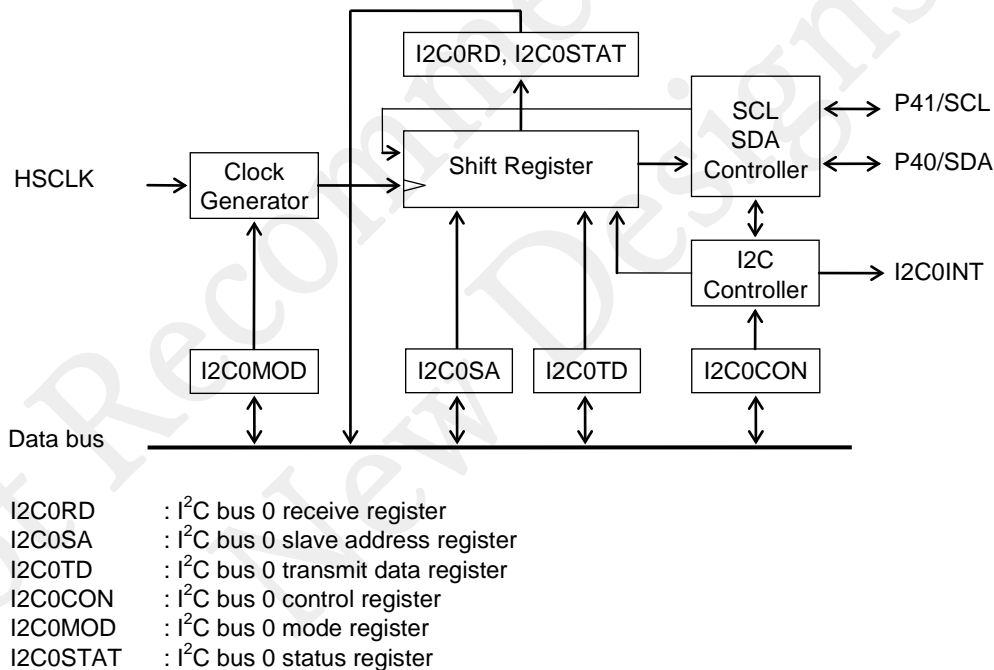 I2C0RD, I2C0STAT
SCL
SDA
Controller
P41/SCL
P40/SDA
HSCLK
Clock
Generator
Shift Register
I2C
Controller
I2C0INT
I2C0MOD
I2C0SA
I2C0TD
I2C0CON
Data bus
I2C0RD : I²C bus 0 receive register
I2C0SA : I²C bus 0 slave address register
I2C0TD : I²C bus 0 transmit data register
I2C0CON : I²C bus 0 control register
I2C0MOD : I²C bus 0 mode register
I2C0STAT : I²C bus 0 status register
New Designs